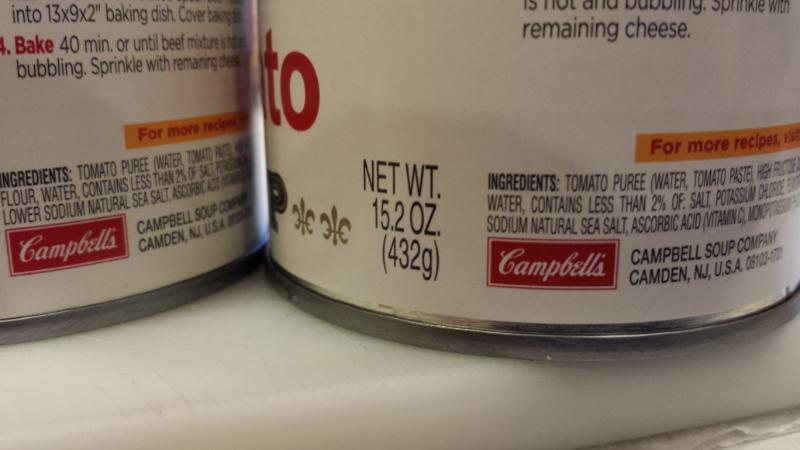 into 13x9x2" baking dish. Cover baking
4. Bake 40 min. or until beef mixture is hot
bubbling. Sprinkle with remaining cheese
For more recipes,
INGREDIENTS: TOMATO PUREE (WATER, TOMATO PASTE),
FLOUR, WATER, CONTAINS LESS THAN 2% OF: SALT, POTASSIUM
LOWER SODIUM NATURAL SEA SALT, ASCORBIC ACID (VITAMIN
Campbell's
CAMPBELL SOUP COMPANY
CAMDEN, NJ, U.S.A. 08103
to
P
NET WT.
15.2 OZ.
(432g)
is hot and bubbling. Sprinkle with
remaining cheese.
For more recipes, visit
INGREDIENTS: TOMATO PUREE (WATER, TOMATO PASTE), HIGH FRUCTOSE
WATER, CONTAINS LESS THAN 2% OF: SALT, POTASSIUM CHLORIDE,
SODIUM NATURAL SEA SALT, ASCORBIC ACID (VITAMIN C), MONOPOTASSIUM
Campbell's
CAMPBELL SOUP COMPANY
CAMDEN, NJ, U.S.A. 08103-1701